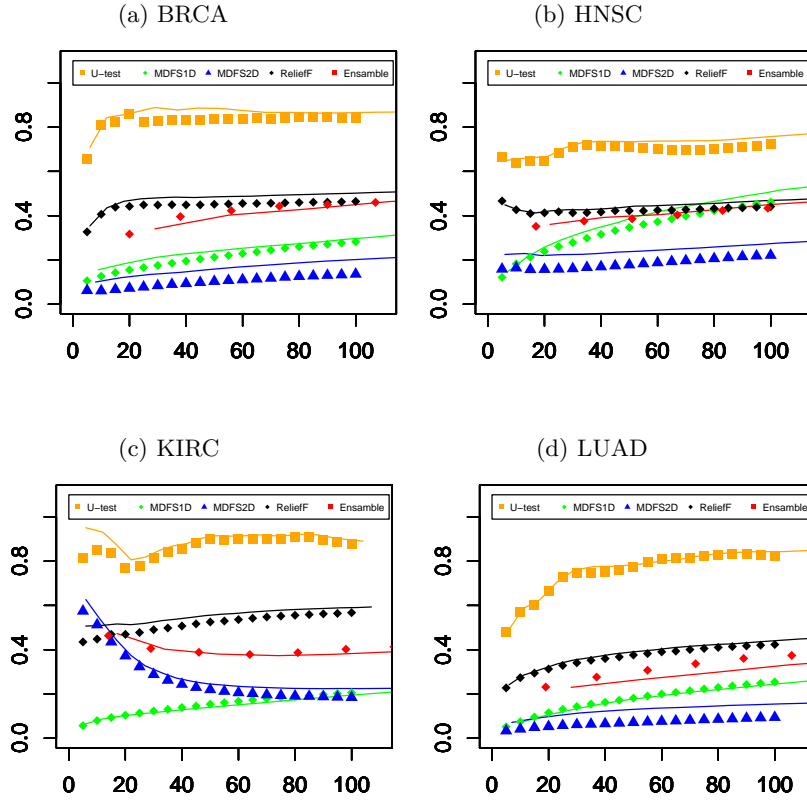 (a) BRCA
(b) HNSC
U−test MDFS1D MDFS2D ReliefF Ensamble
U−test MDFS1D MDFS2D ReliefF Ensamble
0.8
0.4
0.0
0 20 40 60 80 100
0.8
0.4
0.0
0 20 40 60 80 100
(c) KIRC
(d) LUAD
U−test MDFS1D MDFS2D ReliefF Ensamble
U−test MDFS1D MDFS2D ReliefF Ensamble
0.8
0.4
0.0
0 20 40 60 80 100
0.8
0.4
0.0
0 20 40 60 80 100